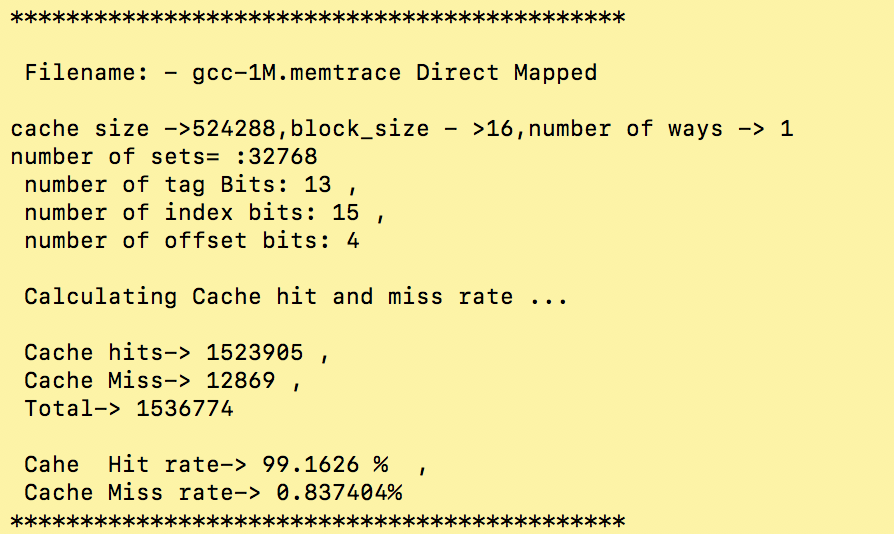 ********************************************
Filename: - gcc-1M.memtrace Direct Mapped
cache size ->524288,block_size - >16,number of ways -> 1
number of sets= :32768
number of tag Bits: 13 ,
number of index bits: 15 ,
number of offset bits: 4
Calculating Cache hit and miss rate ...
Cache hits-> 1523905 ,
Cache Miss-> 12869 ,
Total-> 1536774
Cahe  Hit rate-> 99.1626 %  ,
Cache Miss rate-> 0.837404%
********************************************